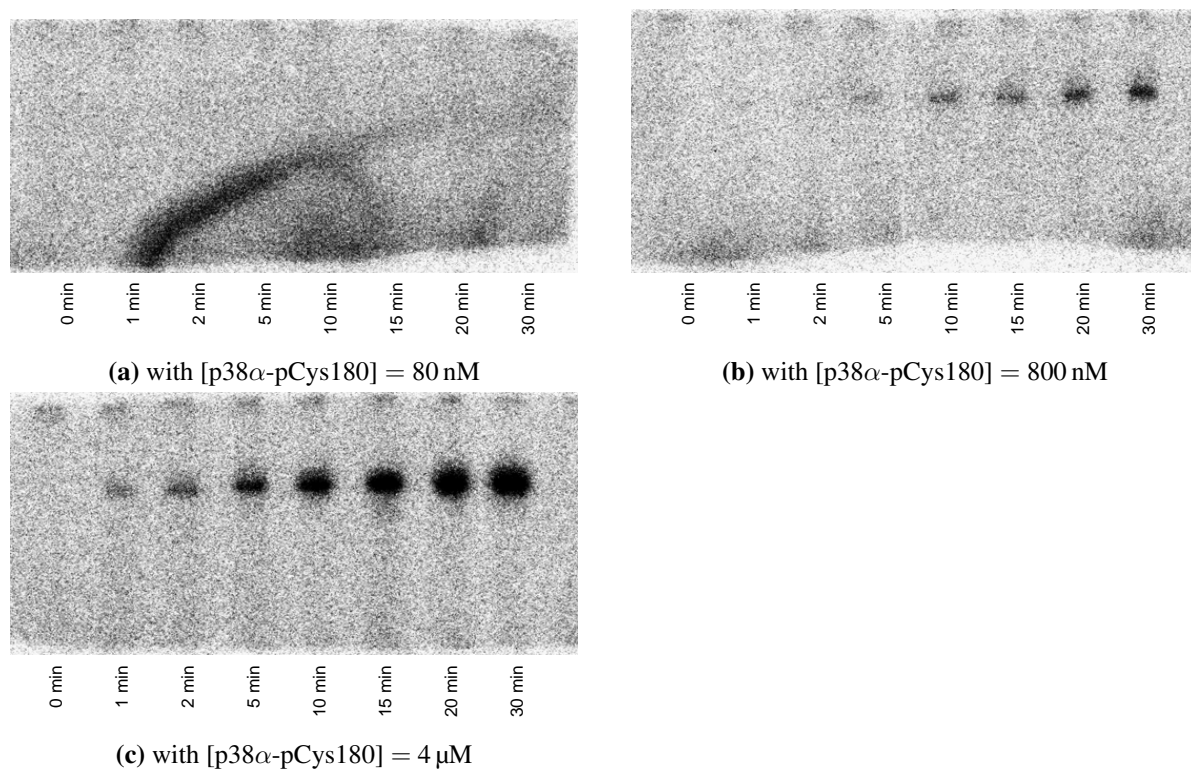 0 min 1 min 2 min 5 min 10 min 15 min 20 min 30 min
(a) with [p38α-pCys180] = 80 nM
0 min 1 min 2 min 5 min 10 min 15 min 20 min 30 min
(b) with [p38α-pCys180] = 800 nM
0 min 1 min 2 min 5 min 10 min 15 min 20 min 30 min
(c) with [p38α-pCys180] = 4 µM